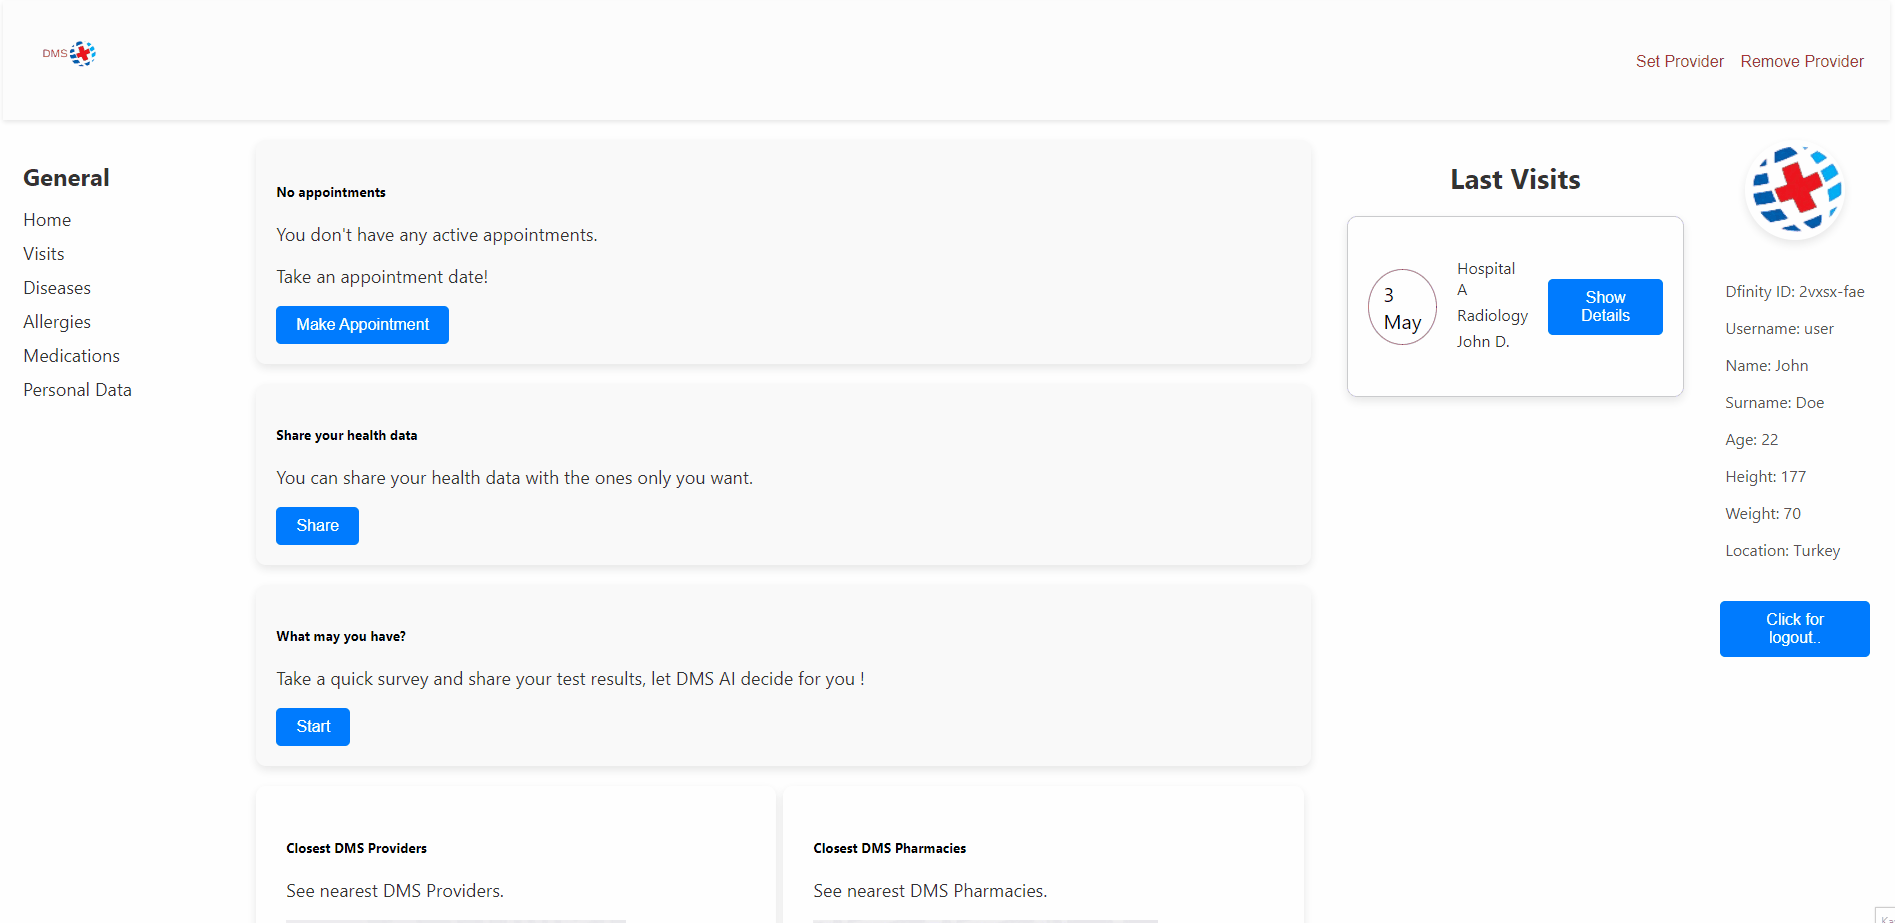 DMS
Set Provider
Remove Provider
General
Home
Visits
Diseases
Allergies
Medications
Personal Data
No appointments
You don't have any active appointments.
Take an appointment date!
Make Appointment
Share your health data
You can share your health data with the ones only you want.
Share
What may you have?
Take a quick survey and share your test results, let DMS AI decide for you !
Start
Closest DMS Providers
See nearest DMS Providers.
Closest DMS Pharmacies
See nearest DMS Pharmacies.
Last Visits
3
May
Hospital
A
Radiology
John D.
Show
Details
Dfinity ID: 2vxsx-fae
Username: user
Name: John
Surname: Doe
Age: 22
Height: 177
Weight: 70
Location: Turkey
Click for
logout..